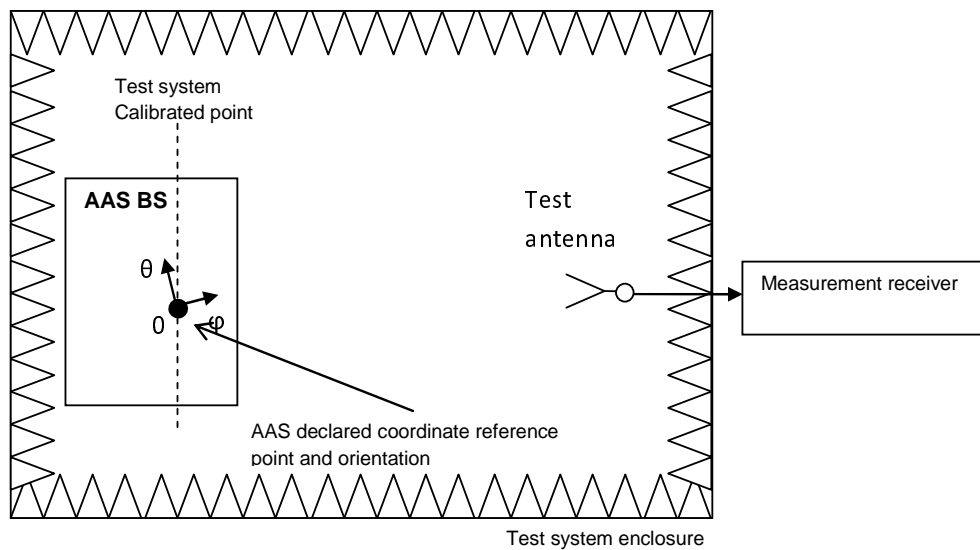 Test system
Calibrated point
AAS BS
Test
antenna
θ
0
φ
Measurement receiver
AAS declared coordinate reference
point and orientation
Test system enclosure